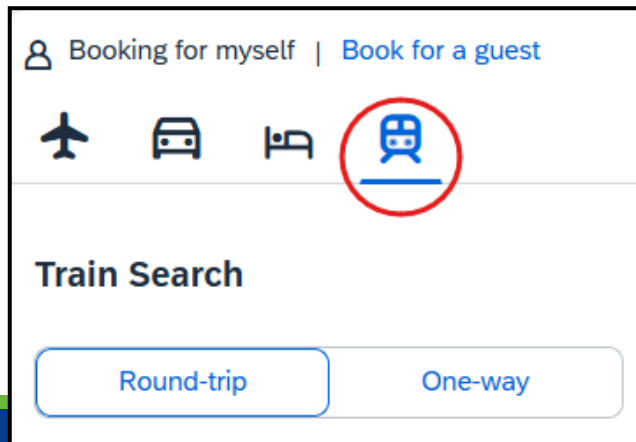 Booking for myself | Book for a guest
Train Search
Round-trip One-way